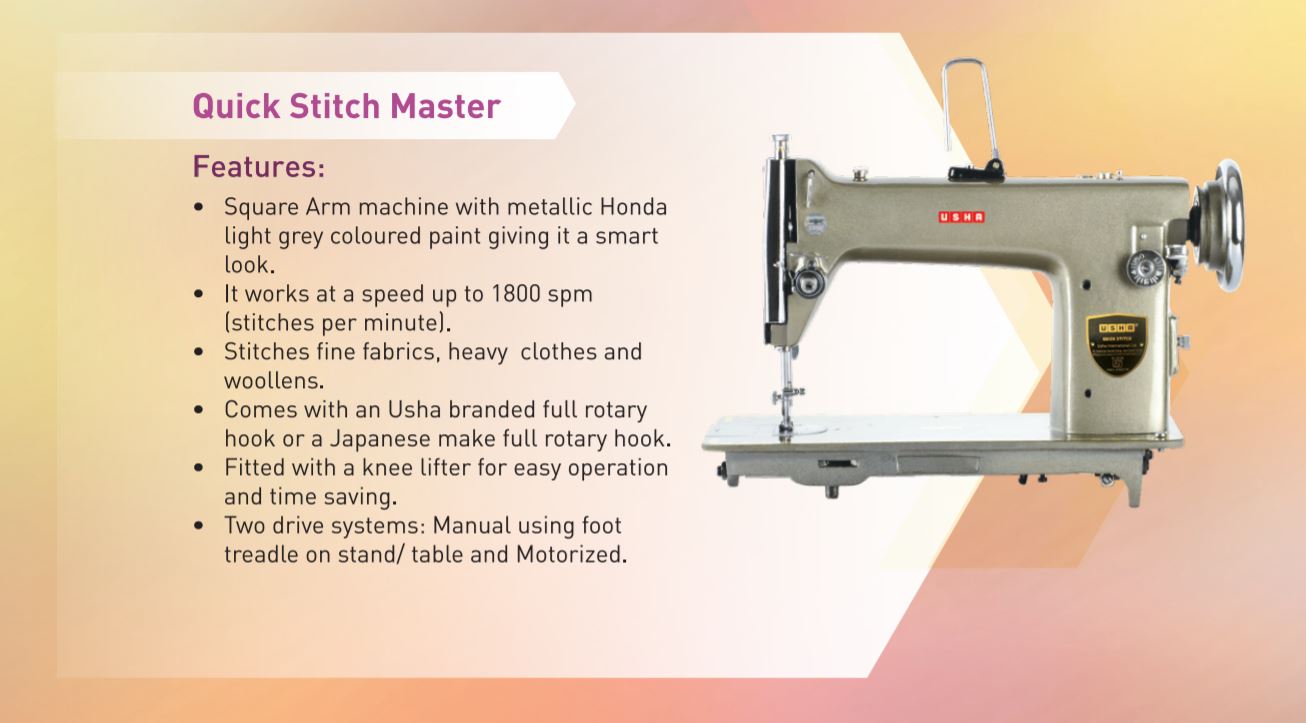 Quick Stitch Master
Features:
• Square Arm machine with metallic Honda
light grey coloured paint giving it a smart
look.
• It works at a speed up to 1800 spm
(stitches per minute).
• Stitches fine fabrics, heavy  clothes and
woollens.
• Comes with an Usha branded full rotary
hook or a Japanese make full rotary hook.
• Fitted with a knee lifter for easy operation
and time saving.
• Two drive systems: Manual using foot
treadle on stand/ table and Motorized.
USHA
USHA